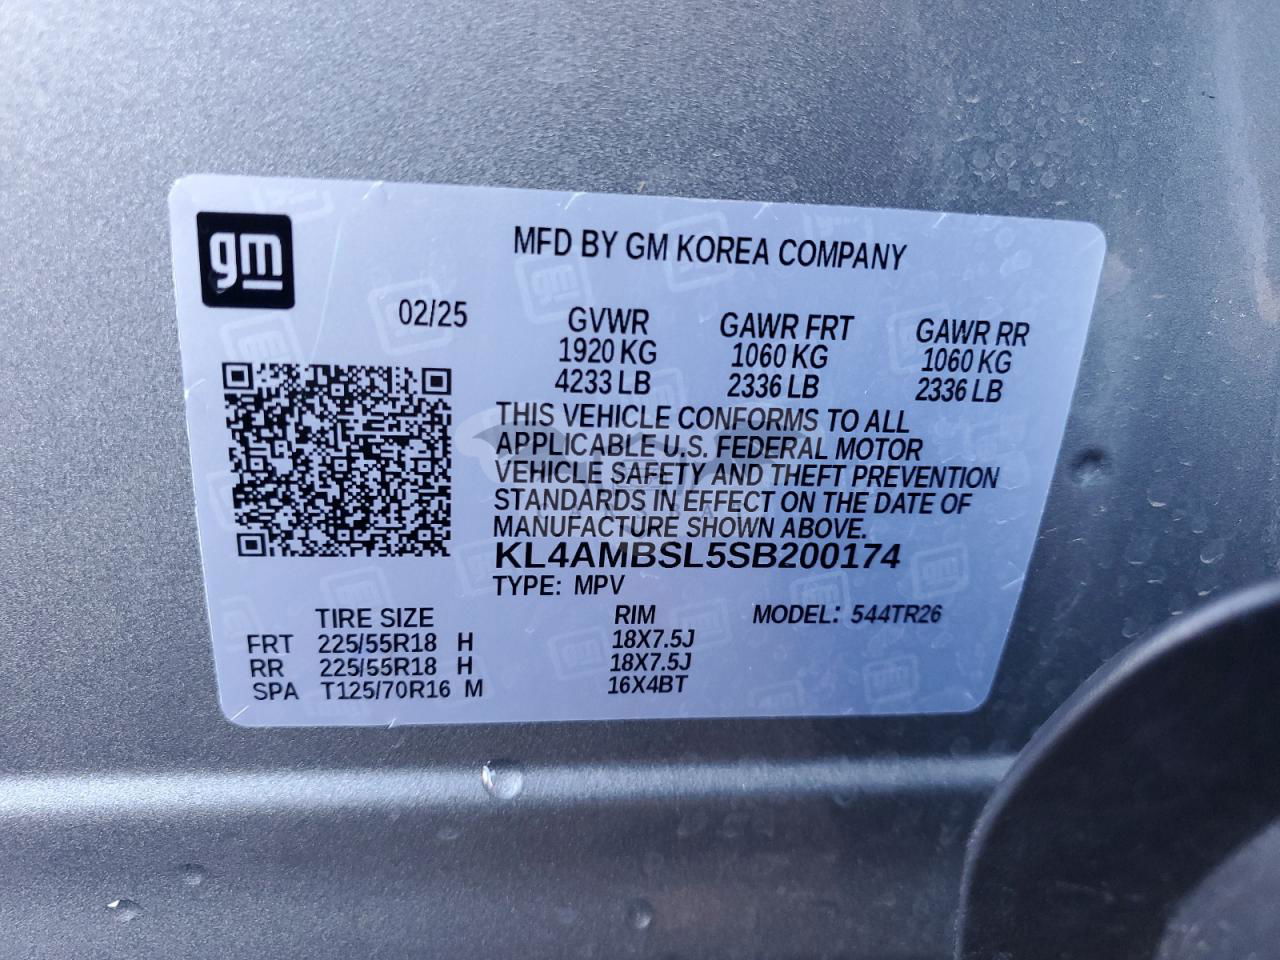 gm
MFD BY GM KOREA COMPANY
02/25 GVWR GAWR FRT GAWR RR
1920 KG 1060 KG 1060 KG
4233 LB 2336 LB 2336 LB
THIS VEHICLE CONFORMS TO ALL
APPLICABLE U.S. FEDERAL MOTOR
VEHICLE SAFETY AND THEFT PREVENTION
STANDARDS IN EFFECT ON THE DATE OF
MANUFACTURE SHOWN ABOVE.
KL4AMBSL5SB200174
TYPE: MPV
TIRE SIZE RIM MODEL: 544TR26
FRT 225/55R18 H 18X7.5J
RR 225/55R18 H 18X7.5J
SPA T125/70R16 M 16X4BT